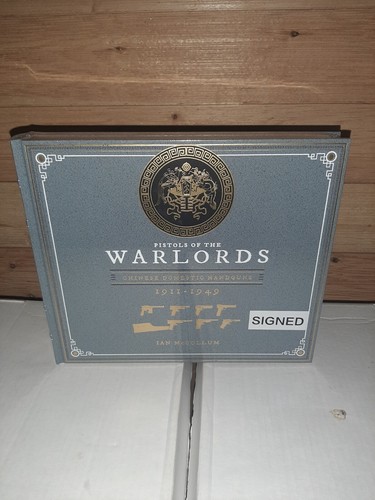 PISTOLS OF THE
WARLORDS
CHINESE DOMESTIC HANDGUNS
1911-1949
SIGNED
IAN McCOLLUM